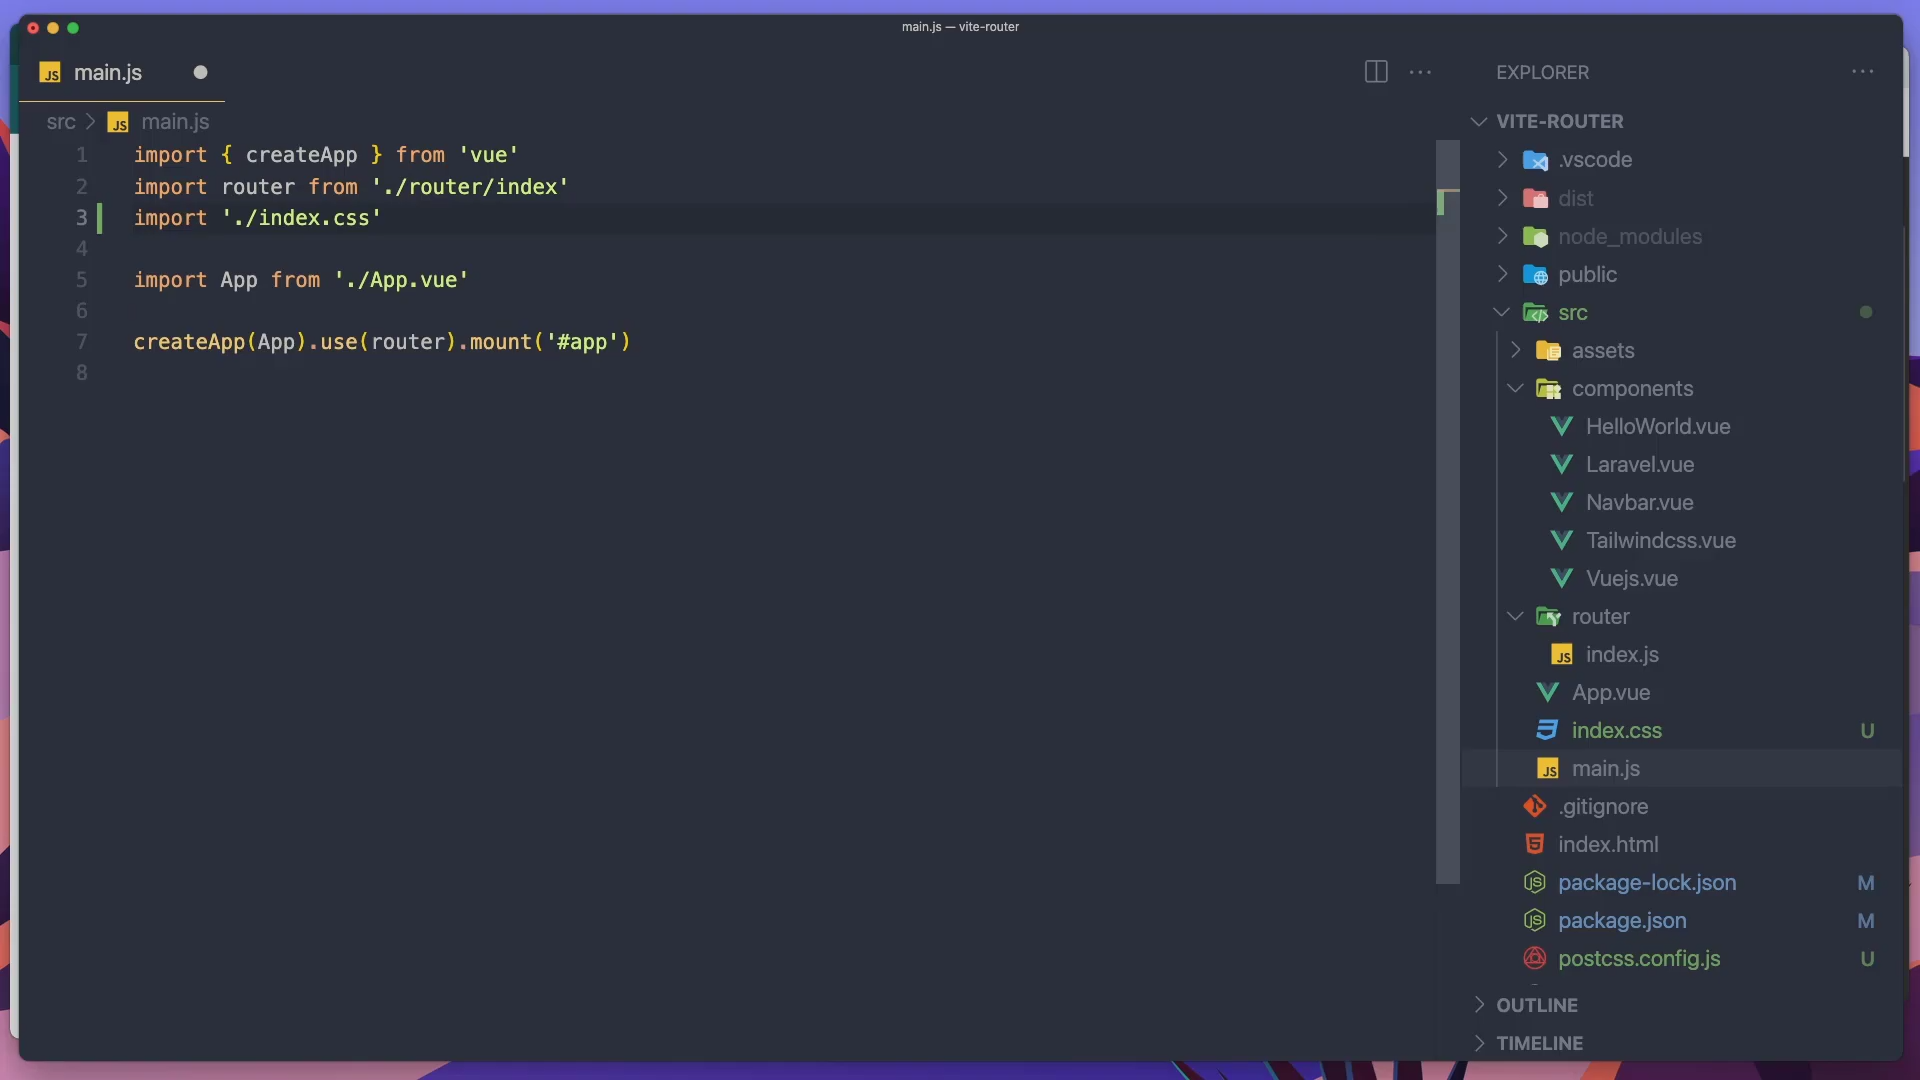 main.js — vite-router
JS main.js
EXPLORER
src JS main.js
1 import { createApp } from 'vue'
2 import router from './router/index'
3 import './index.css'
4
5 import App from './App.vue'
6
7 createApp(App).use(router).mount('#app')
8
VITE-ROUTER
.vscode
dist
node_modules
public
src
assets
components
HelloWorld.vue
Laravel.vue
Navbar.vue
Tailwindcss.vue
Vuejs.vue
router
JS index.js
App.vue
index.css U
JS main.js
.gitignore
index.html
package-lock.json M
package.json M
postcss.config.js U
OUTLINE
TIMELINE